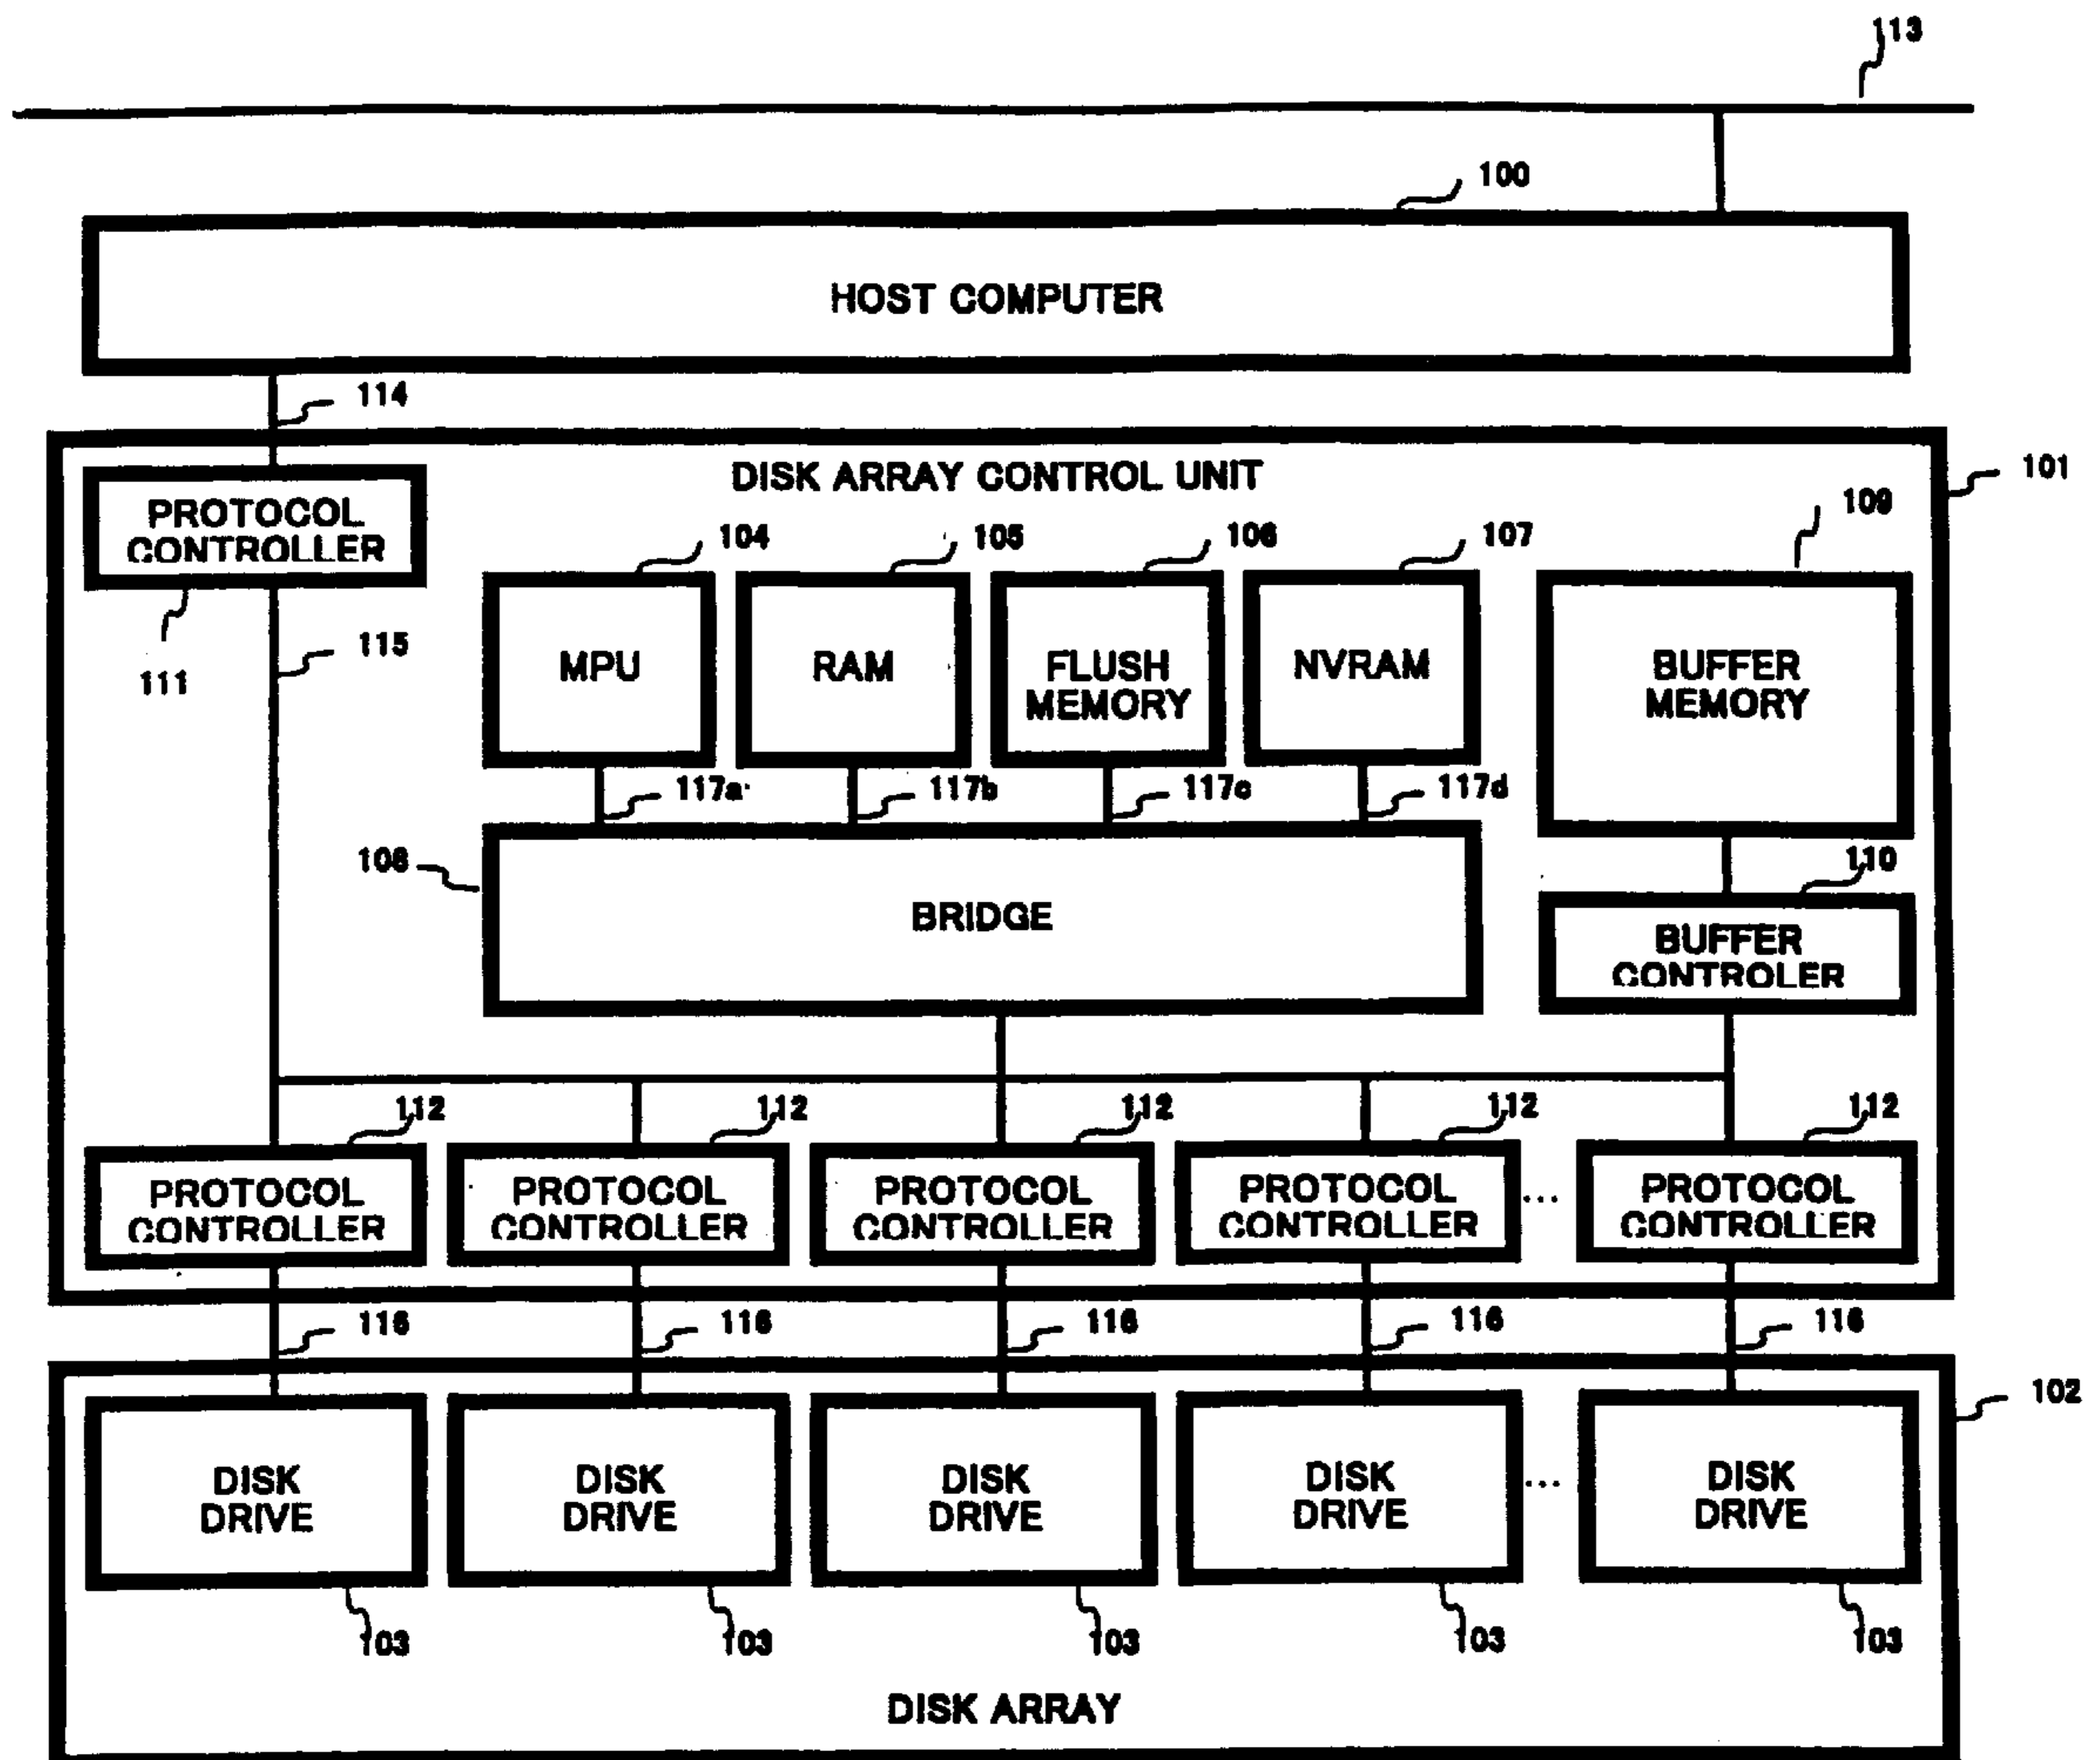 113
100
HOST COMPUTER
114
DISK ARRAY CONTROL UNIT
101
PROTOCOL
CONTROLLER
111
115
104
105
106
107
109
MPU
RAM
FLUSH
MEMORY
NVRAM
BUFFER
MEMORY
117a
117b
117c
117d
108
BRIDGE
110
BUFFER
CONTROLER
112
112
112
112
112
PROTOCOL
CONTROLLER
PROTOCOL
CONTROLLER
PROTOCOL
CONTROLLER
PROTOCOL
CONTROLLER
...
PROTOCOL
CONTROLLER
116
116
116
116
116
102
DISK
DRIVE
DISK
DRIVE
DISK
DRIVE
DISK
DRIVE
...
DISK
DRIVE
103
103
103
103
103
DISK ARRAY